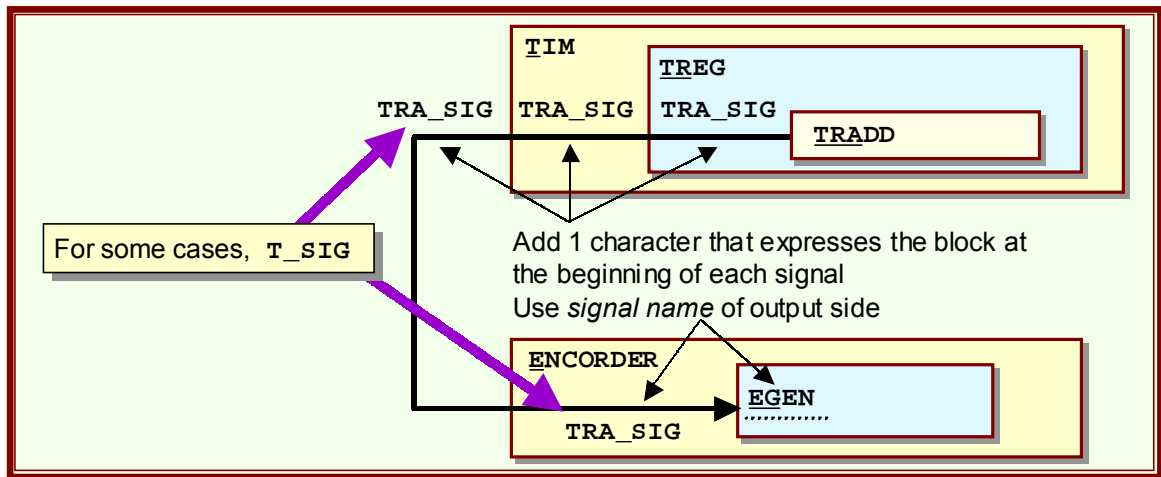 TIM
TREG
TRA_SIG TRA_SIG TRA_SIG
TRADD
For some cases, T_SIG
Add 1 character that expresses the block at
the beginning of each signal
Use signal name of output side
ENCORDER
EGEN
TRA_SIG